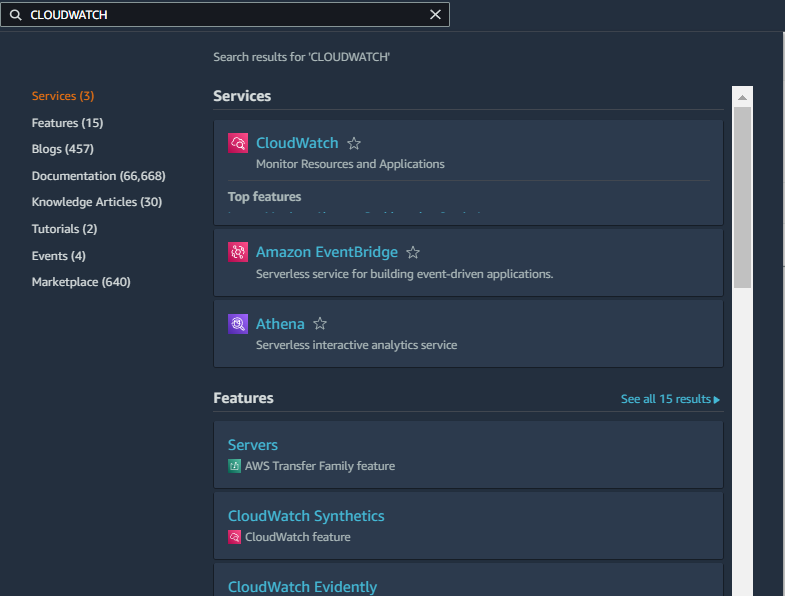 CLOUDWATCH
Search results for 'CLOUDWATCH'
Services (3)
Features (15)
Blogs (457)
Documentation (66,668)
Knowledge Articles (30)
Tutorials (2)
Events (4)
Marketplace (640)
Services
CloudWatch
Monitor Resources and Applications
Top features
Amazon EventBridge
Serverless service for building event-driven applications.
Athena
Serverless interactive analytics service
Features
See all 15 results
Servers
AWS Transfer Family feature
CloudWatch Synthetics
CloudWatch feature
CloudWatch Evidently